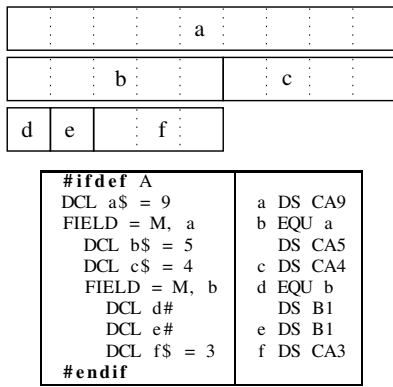 a
b c
d e f
#ifdef A
DCL a$ = 9 a DS CA9
FIELD = M, a b EQU a
DCL b$ = 5 DS CA5
DCL c$ = 4 c DS CA4
FIELD = M, b d EQU b
DCL d# DS B1
DCL e# e DS B1
DCL f$ = 3 f DS CA3
#endif